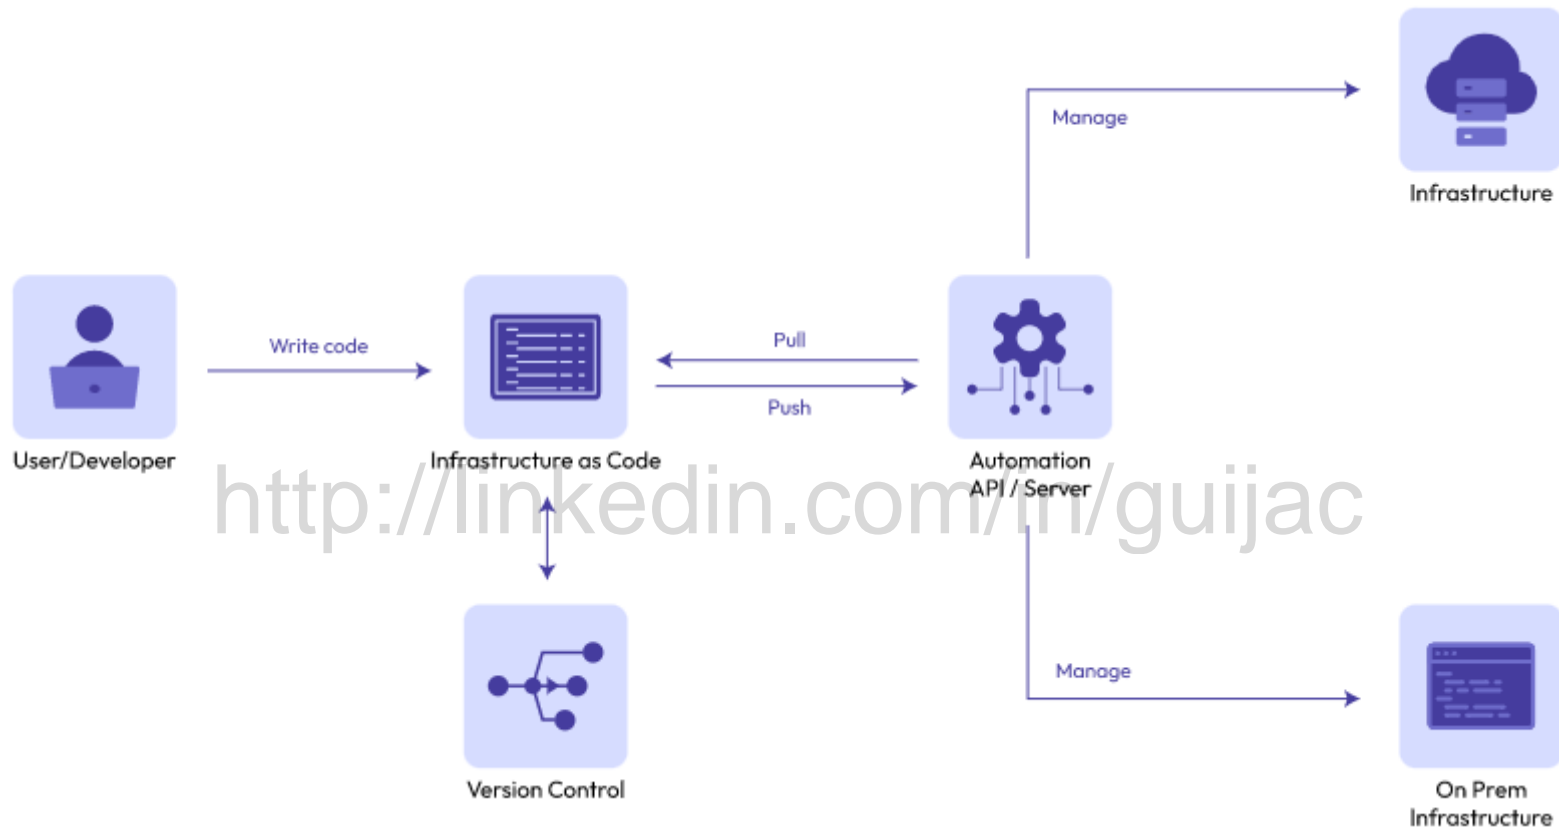 Manage
Infrastructure
Write code
Pull
Push
User/Developer
Infrastructure as Code
Automation
API / Server
http://linkedin.com/in/guijac
Manage
Version Control
On Prem
Infrastructure